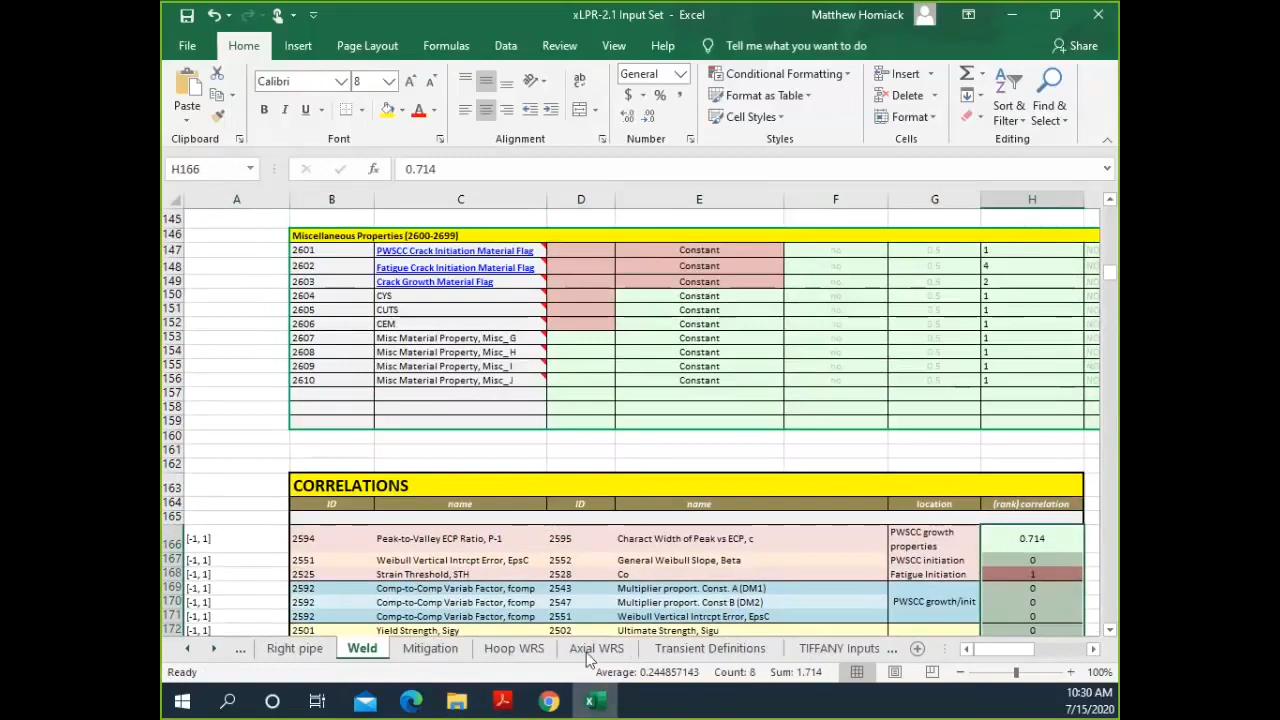 xLPR-2.1 Input Set - Excel
Matthew Homiack
File Home Insert Page Layout Formulas Data Review View Help Tell me what you want to do Share
Paste
Calibri 8
B I U
General
$ % ,
Conditional Formatting
Format as Table
Cell Styles
Insert
Delete
Format
Sort & Filter
Find & Select
Clipboard Font Alignment Number Styles Cells Editing
H166 fx 0.714
A B C D E F G H
145
146 Miscellaneous Properties [2600-2699]
147 2601 PWSCC Crack Initiation Material Flag Constant no 0.5 1 NO
148 2602 Fatigue Crack Initiation Material Flag Constant no 0.5 4 NO
149 2603 Crack Growth Material Flag Constant no 0.5 2 NO
150 2604 CYS Constant no 0.5 1 NO
151 2605 CUTS Constant no 0.5 1 NO
152 2606 CEM Constant no 0.5 1 NO
153 2607 Misc Material Property, Misc_G Constant no 0.5 1 NO
154 2608 Misc Material Property, Misc_H Constant no 0.5 1 NO
155 2609 Misc Material Property, Misc_I Constant no 0.5 1 NO
156 2610 Misc Material Property, Misc_J Constant no 0.5 1 NO
157
158
159
160
161
162
163 CORRELATIONS
164 ID name ID name location (rank) correlation
165
166 [-1, 1] 2594 Peak-to-Valley ECP Ratio, P-1 2595 Charact Width of Peak vs ECP, c PWSCC growth properties 0.714
167 [-1, 1] 2551 Weibull Vertical Intrcpt Error, EpsC 2552 General Weibull Slope, Beta PWSCC initiation 0
168 [-1, 1] 2525 Strain Threshold, STH 2528 Co Fatigue Initiation 1
169 [-1, 1] 2592 Comp-to-Comp Variab Factor, fcomp 2543 Multiplier proport. Const. A (DM1) 0
170 [-1, 1] 2592 Comp-to-Comp Variab Factor, fcomp 2547 Multiplier proport. Const B (DM2) PWSCC growth/init 0
171 [-1, 1] 2592 Comp-to-Comp Variab Factor, fcomp 2551 Weibull Vertical Intrcpt Error, EpsC 0
172 [-1, 1] 2501 Yield Strength, Sigy 2502 Ultimate Strength, Sigu 0
... Right pipe Weld Mitigation Hoop WRS Axial WRS Transient Definitions TIFFANY Inputs ...
Ready Average: 0.244857143 Count: 8 Sum: 1.714 100%
10:30 AM
7/15/2020